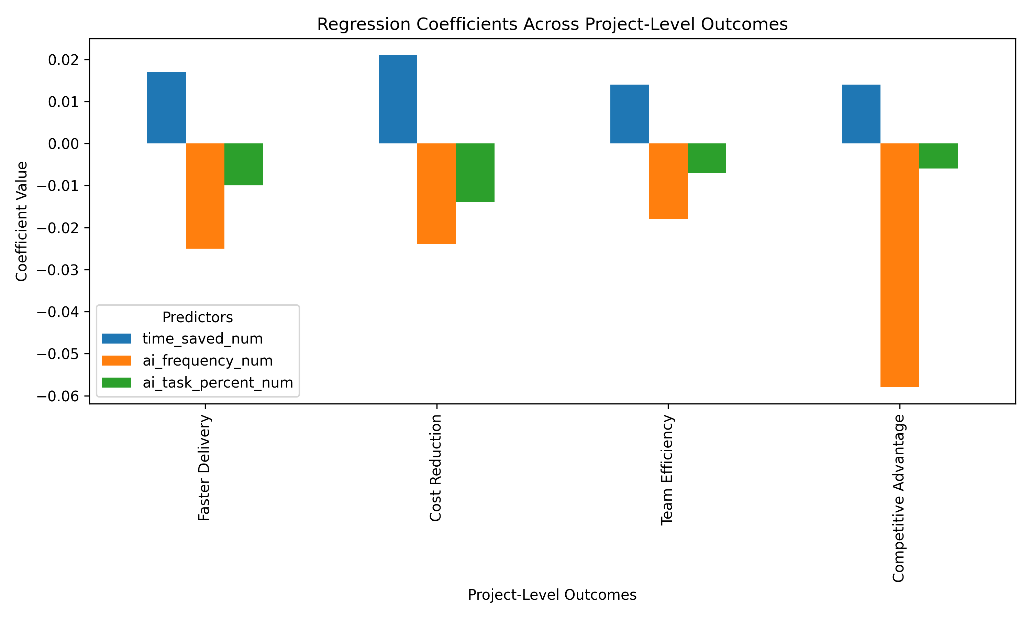 Regression Coefficients Across Project-Level Outcomes
Coefficient Value
0.02
0.01
0.00
−0.01
−0.02
−0.03
−0.04
−0.05
−0.06
Predictors
time_saved_num
ai_frequency_num
ai_task_percent_num
Faster Delivery
Cost Reduction
Team Efficiency
Competitive Advantage
Project-Level Outcomes